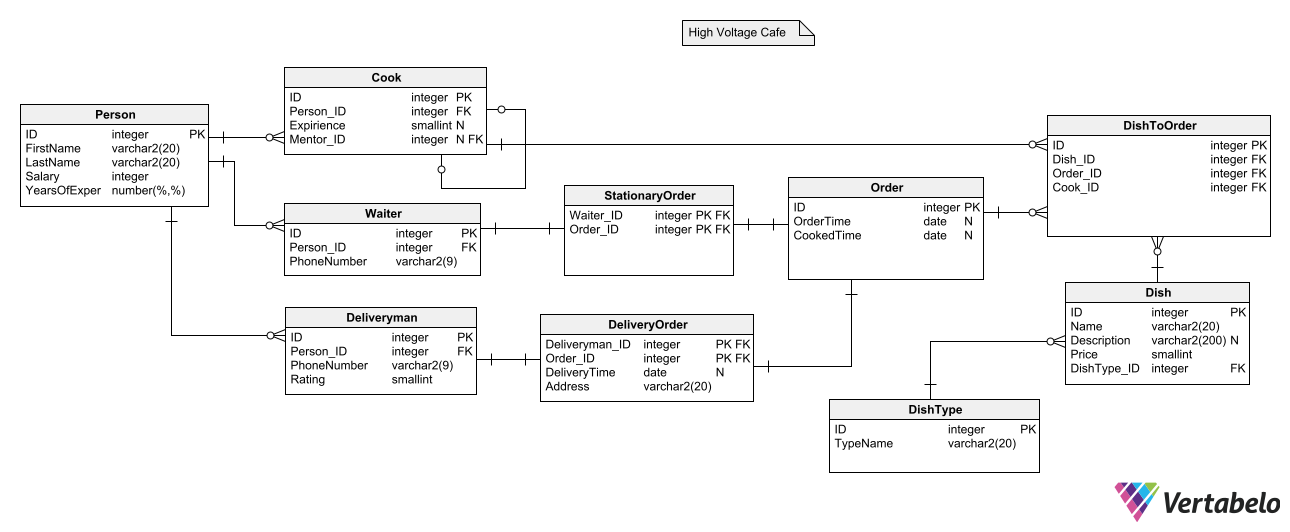 High Voltage Cafe
Person
ID integer PK
FirstName varchar2(20)
LastName varchar2(20)
Salary integer
YearsOfExper number(%,%)
Cook
ID integer PK
Person_ID integer FK
Expirience smallint N
Mentor_ID integer N FK
Waiter
ID integer PK
Person_ID integer FK
PhoneNumber varchar2(9)
Deliveryman
ID integer PK
Person_ID integer FK
PhoneNumber varchar2(9)
Rating smallint
StationaryOrder
Waiter_ID integer PK FK
Order_ID integer PK FK
DeliveryOrder
Deliveryman_ID integer PK FK
Order_ID integer PK FK
DeliveryTime date N
Address varchar2(20)
Order
ID integer PK
OrderTime date N
CookedTime date N
DishToOrder
ID integer PK
Dish_ID integer FK
Order_ID integer FK
Cook_ID integer FK
Dish
ID integer PK
Name varchar2(20)
Description varchar2(200) N
Price smallint
DishType_ID integer FK
DishType
ID integer PK
TypeName varchar2(20)
Vertabelo